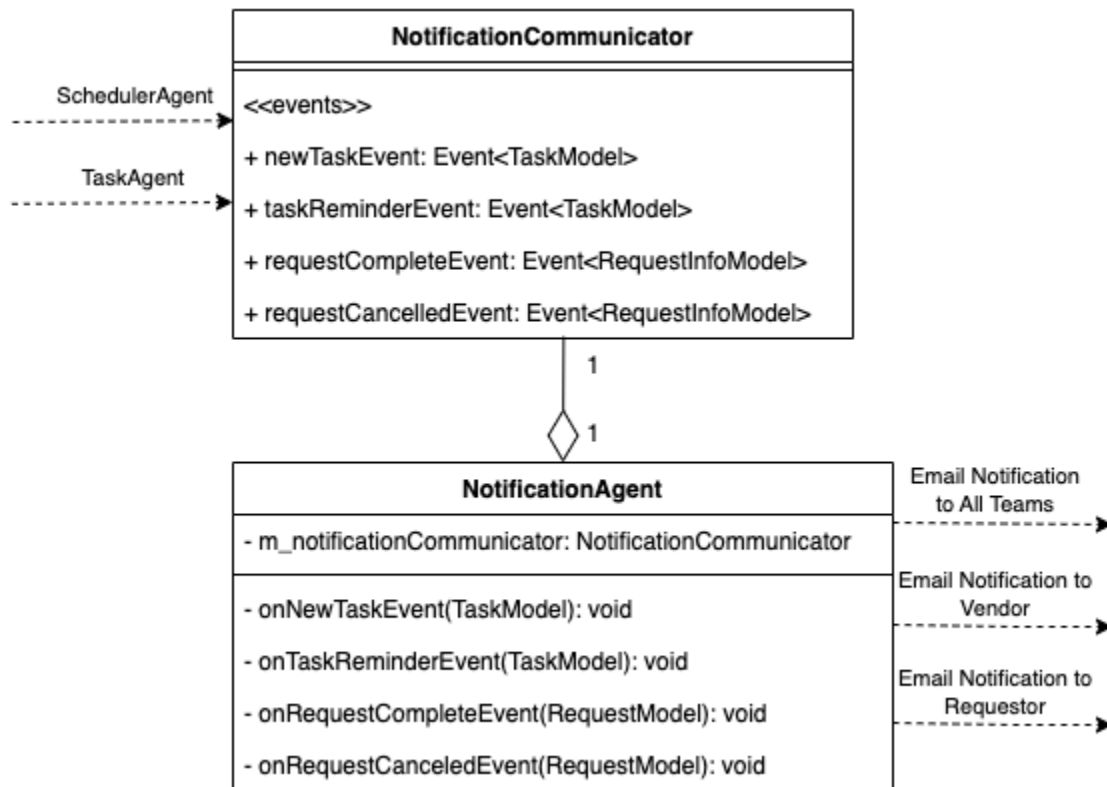 NotificationCommunicator
SchedulerAgent
<<events>>
+ newTaskEvent: Event<TaskModel>
TaskAgent
+ taskReminderEvent: Event<TaskModel>
+ requestCompleteEvent: Event<RequestInfoModel>
+ requestCancelledEvent: Event<RequestInfoModel>
1
1
NotificationAgent
- m_notificationCommunicator: NotificationCommunicator
- onNewTaskEvent(TaskModel): void
- onTaskReminderEvent(TaskModel): void
- onRequestCompleteEvent(RequestModel): void
- onRequestCanceledEvent(RequestModel): void
Email Notification
to All Teams
Email Notification to
Vendor
Email Notification to
Requestor